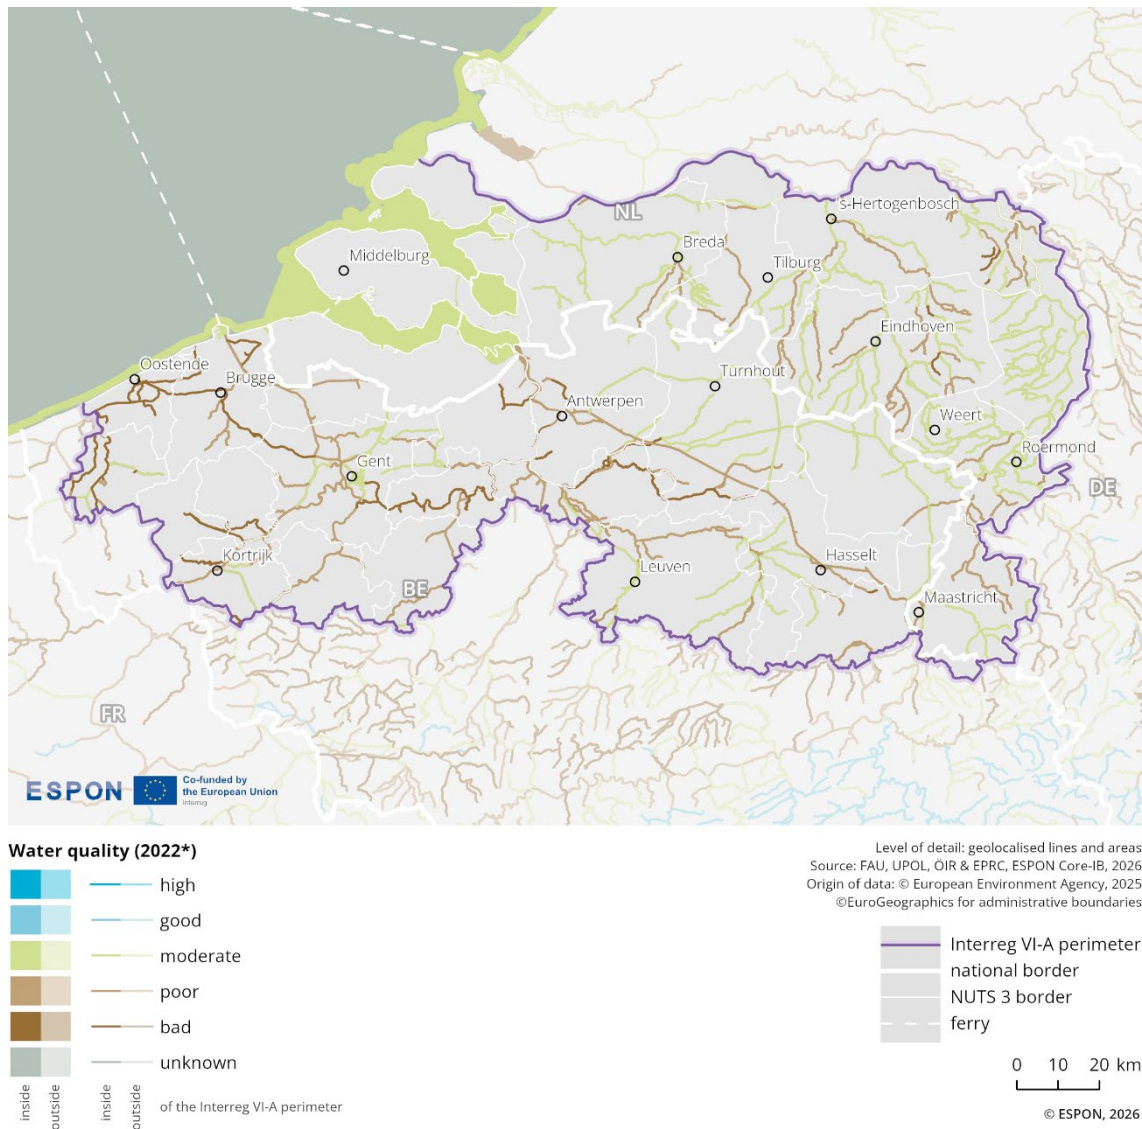 NL
s-Hertogenbosch
Breda
Middelburg
Tilburg
Eindhoven
Oostende
Brugge
Turnhout
Antwerpen
Weert
Roermond
Gent
DE
Kortrijk
Hasselt
Leuven
BE
Maastricht
FR
ESPON
Co-funded by
the European Union
Interreg
Water quality (2022*)
high
good
moderate
poor
bad
unknown
inside
outside
inside
outside
of the Interreg VI-A perimeter
Level of detail: geolocalised lines and areas
Source: FAU, UPOL, ÖIR & EPRC, ESPON Core-IB, 2026
Origin of data: © European Environment Agency, 2025
©EuroGeographics for administrative boundaries
Interreg VI-A perimeter
national border
NUTS 3 border
ferry
0 10 20 km
© ESPON, 2026